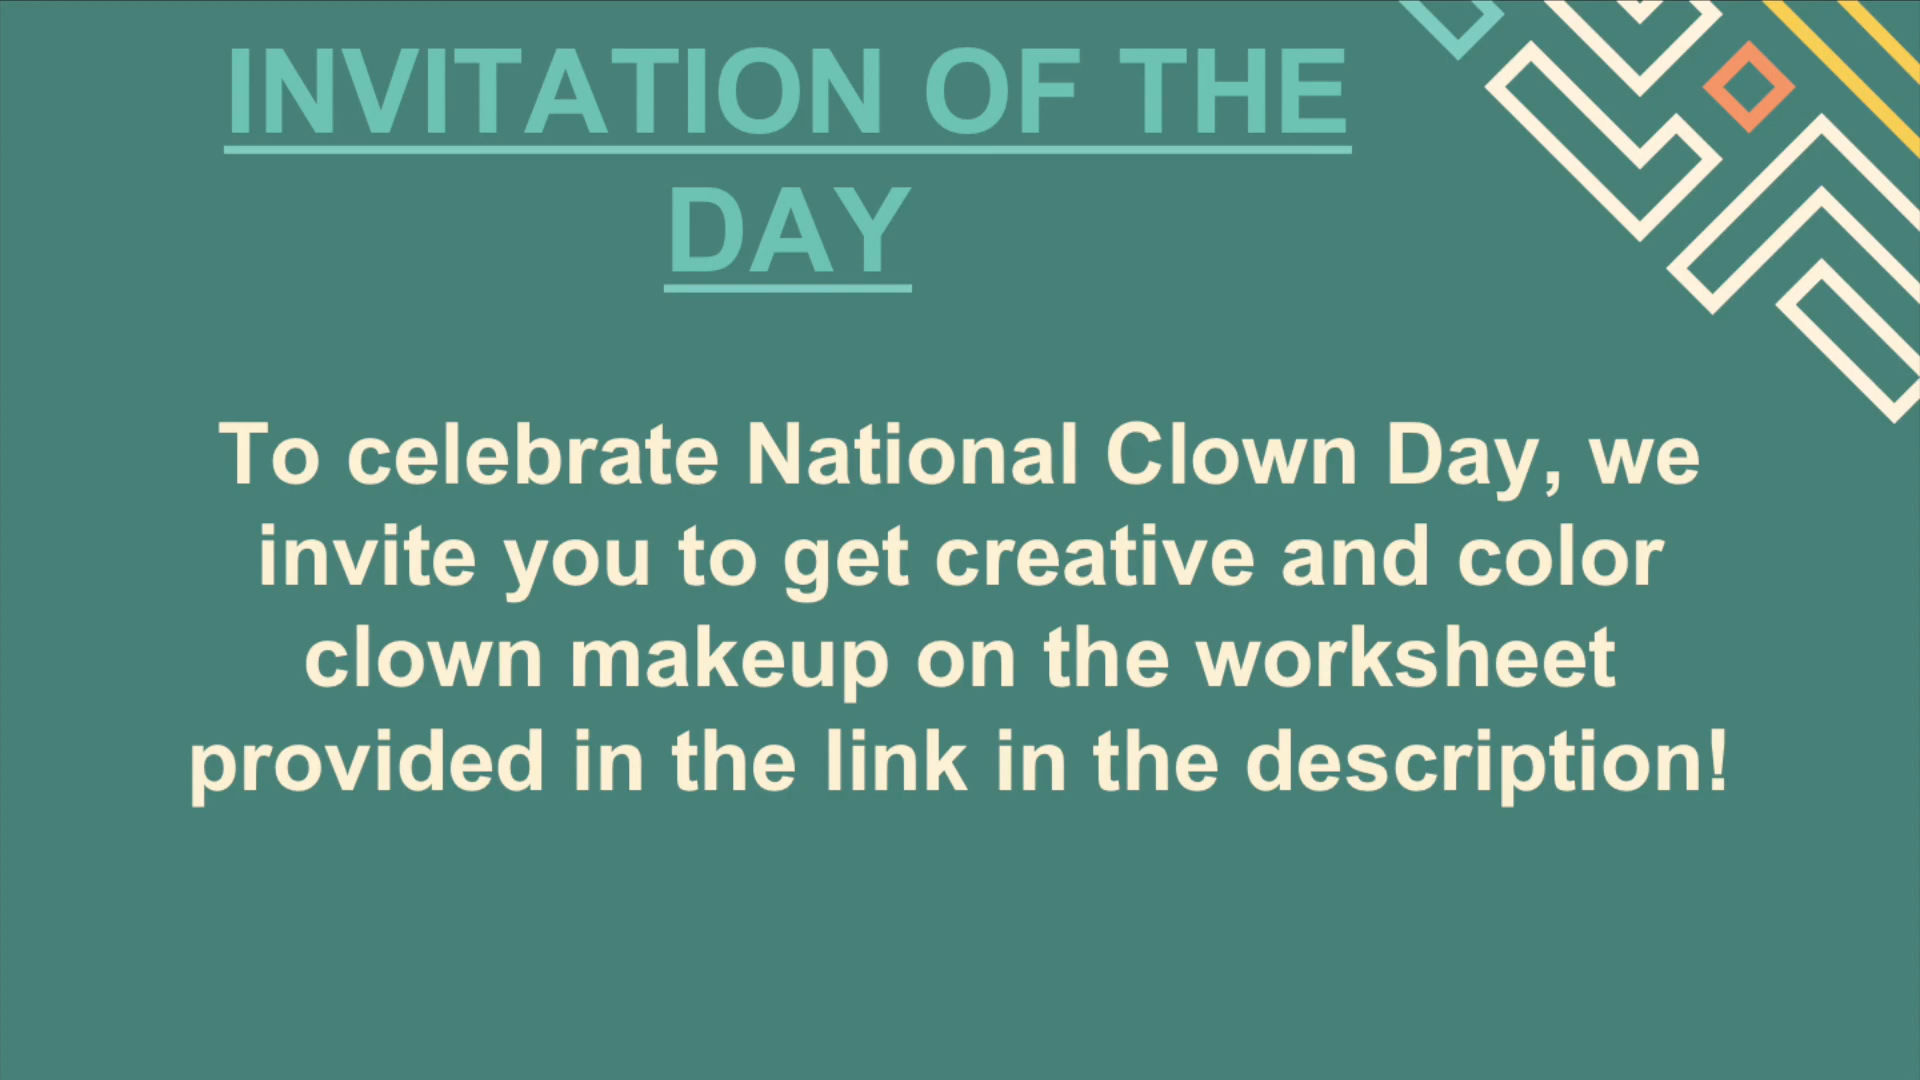 INVITATION OF THE
DAY
To celebrate National Clown Day, we
invite you to get creative and color
clown makeup on the worksheet
provided in the link in the description!